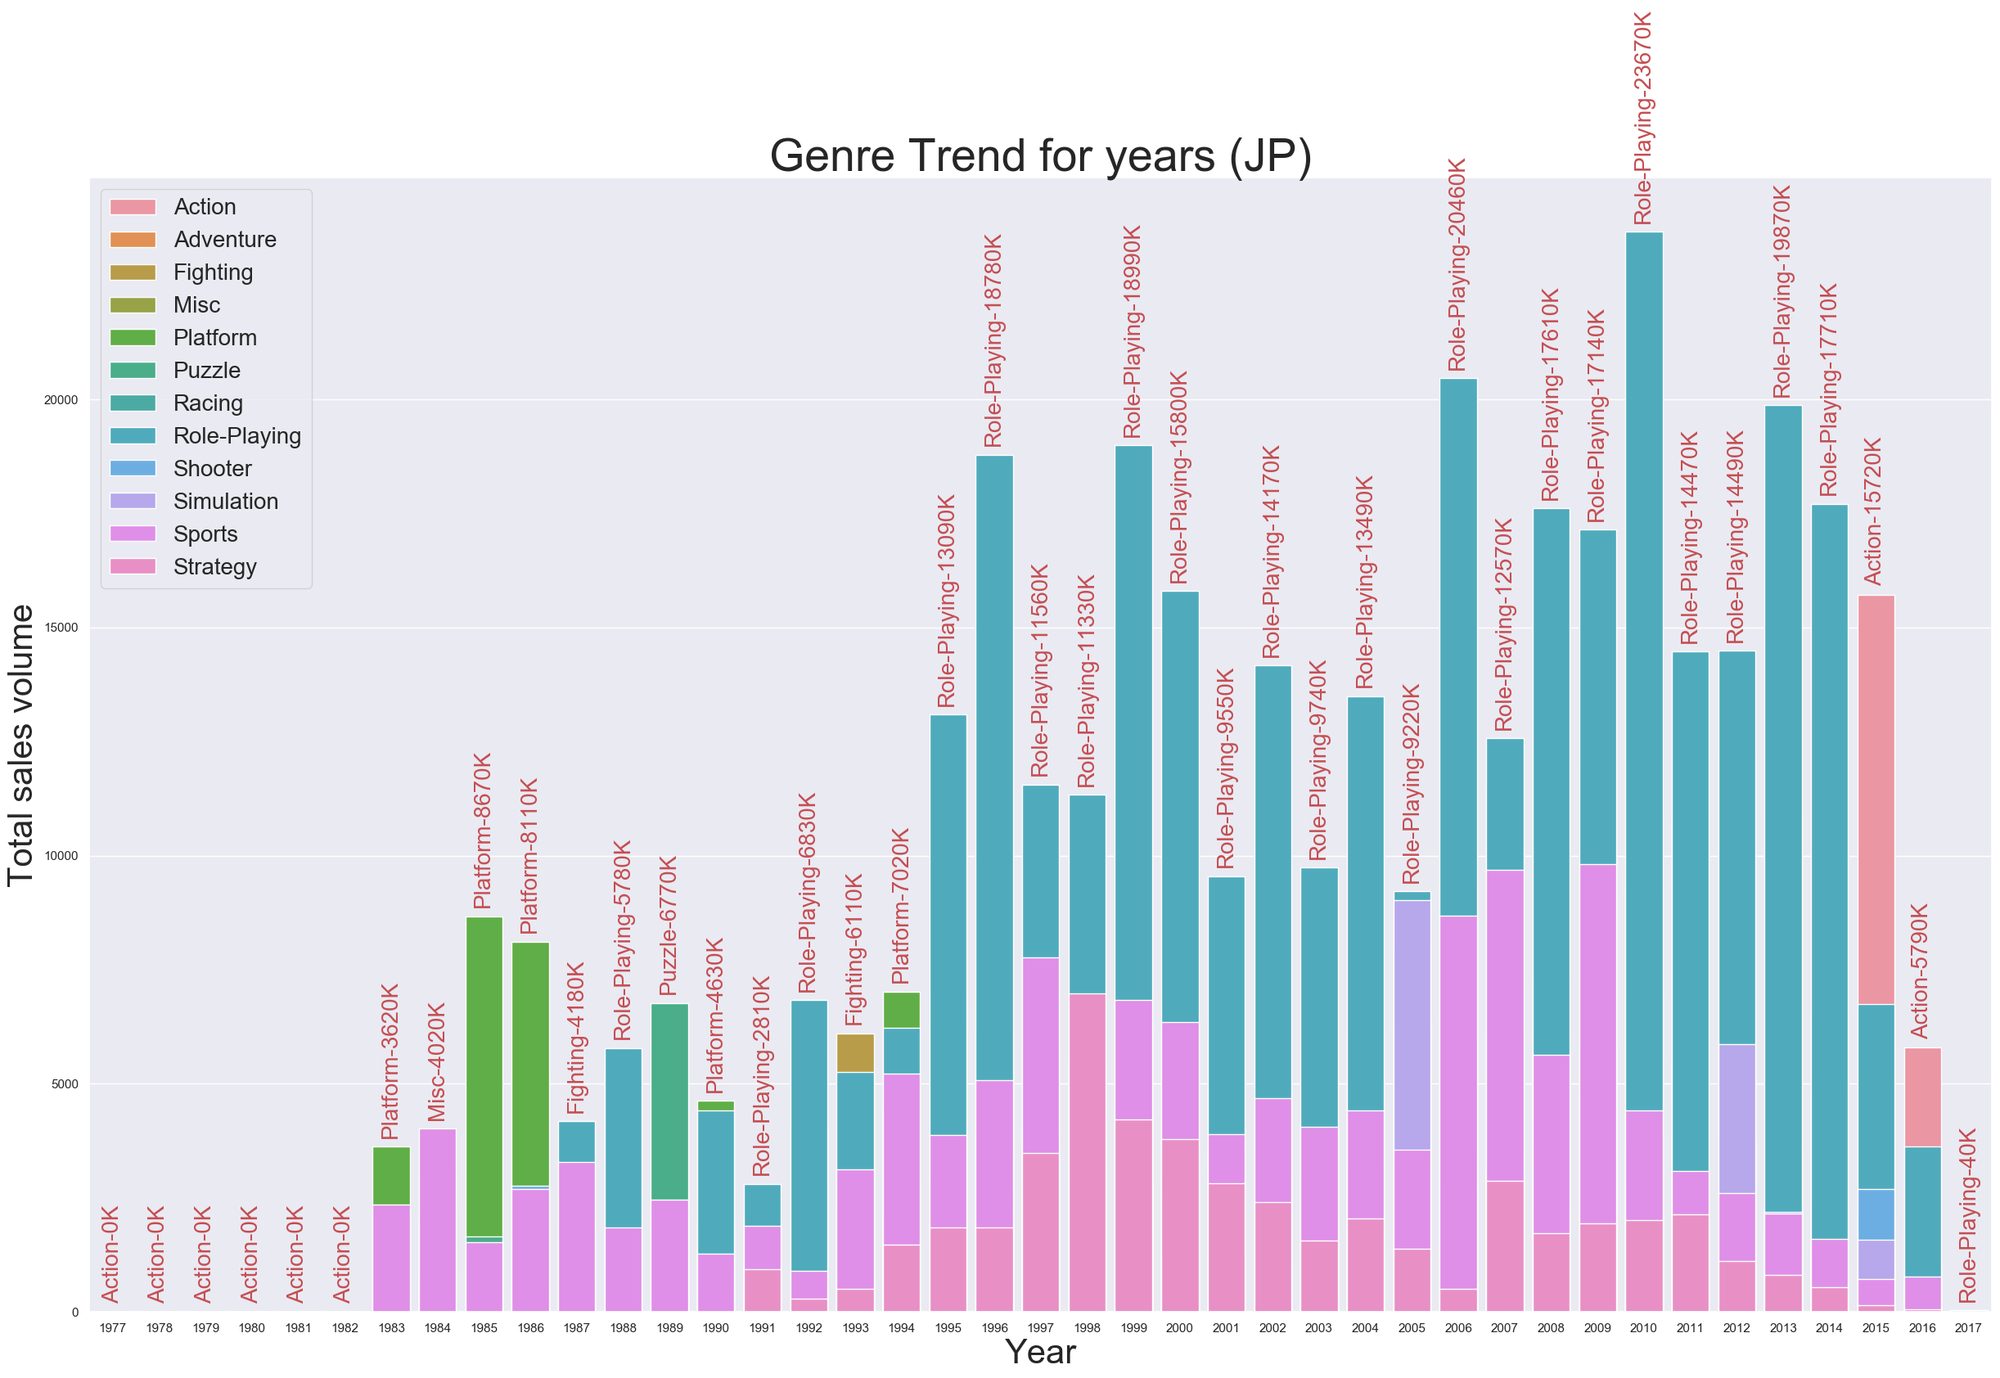 Genre Trend for years (JP)
Action
Adventure
Fighting
Misc
Platform
Puzzle
Racing
Role-Playing
Shooter
Simulation
Sports
Strategy
Total sales volume
20000
15000
10000
5000
0
Action-0K
Action-0K
Action-0K
Action-0K
Action-0K
Action-0K
Platform-3620K
Misc-4020K
Platform-8670K
Platform-8110K
Fighting-4180K
Role-Playing-5780K
Puzzle-6770K
Platform-4630K
Role-Playing-2810K
Role-Playing-6830K
Fighting-6110K
Platform-7020K
Role-Playing-13090K
Role-Playing-18780K
Role-Playing-11560K
Role-Playing-11330K
Role-Playing-18990K
Role-Playing-15800K
Role-Playing-9550K
Role-Playing-14170K
Role-Playing-9740K
Role-Playing-13490K
Role-Playing-9220K
Role-Playing-20460K
Role-Playing-12570K
Role-Playing-17610K
Role-Playing-17140K
Role-Playing-23670K
Role-Playing-14470K
Role-Playing-14490K
Role-Playing-19870K
Role-Playing-17710K
Action-15720K
Action-5790K
Role-Playing-40K
1977 1978 1979 1980 1981 1982 1983 1984 1985 1986 1987 1988 1989 1990 1991 1992 1993 1994 1995 1996 1997 1998 1999 2000 2001 2002 2003 2004 2005 2006 2007 2008 2009 2010 2011 2012 2013 2014 2015 2016 2017
Year